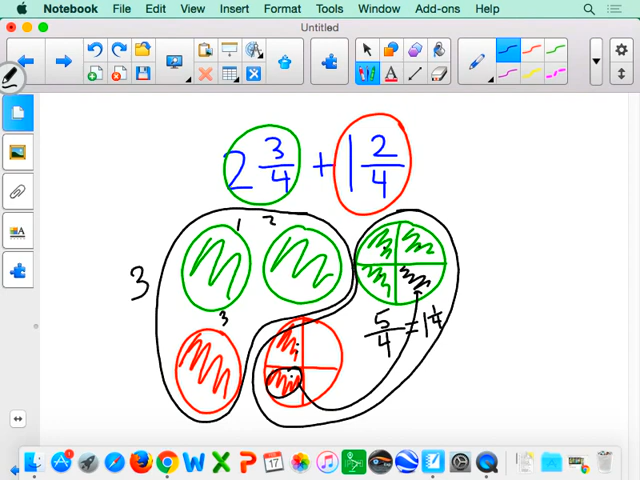 Notebook File Edit View Insert Format Tools Window Add-ons Help
Untitled
2 3/4 + 1 2/4
1 2
3
3
5/4 = 1 1/4
17